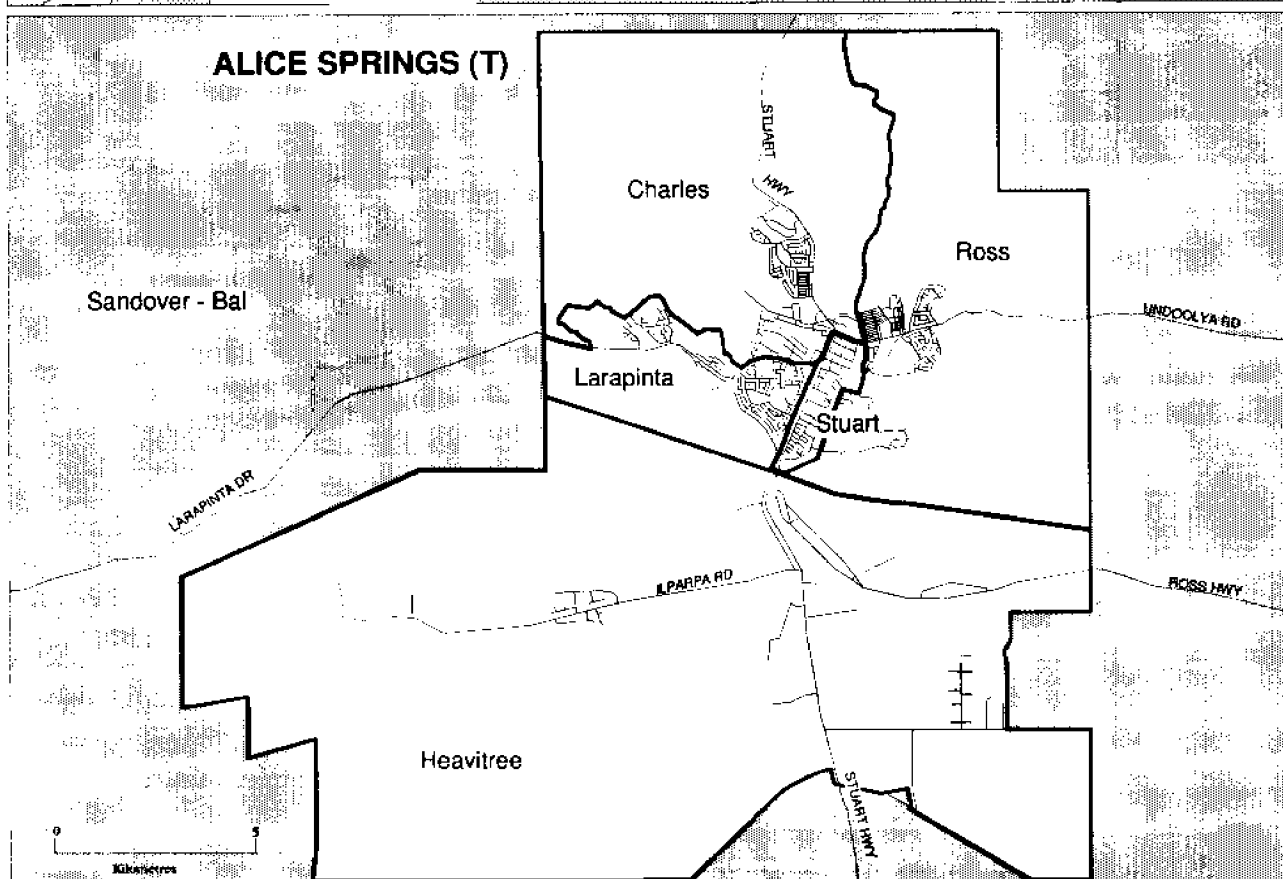 ALICE SPRINGS (T)
STUART
HWY
Charles
Ross
Sandover - Bal
UNDOOLYA RD
Larapinta
Stuart
LARAPINTA DR
ILPARPA RD
ROSS HWY
Heavitree
STUART HWY
0 5
Kilometres